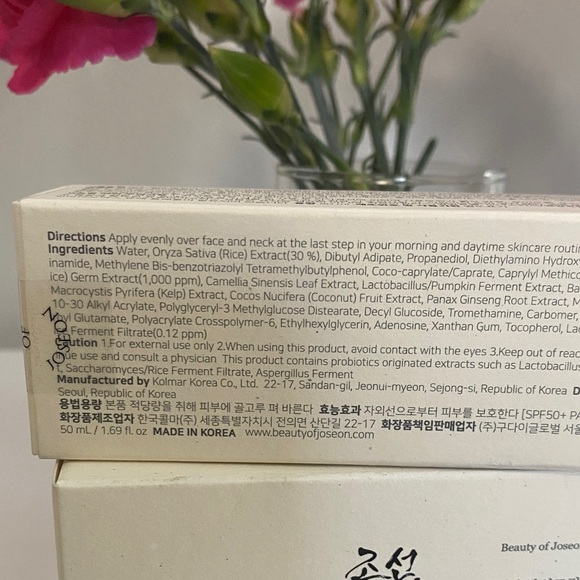 Directions Apply evenly over face and neck at the last step in your morning and daytime skincare
Ingredients Water, Oryza Sativa (Rice) Extract(30 %), Dibutyl Adipate, Propanediol, Diethylamino
inamide, Methylene Bis-benzotriazolyl Tetramethylbutylphenol, Coco-caprylate/Caprate, Caprylyl
ice) Germ Extract(1,000 ppm), Camellia Sinensis Leaf Extract, Lactobacillus/Pumpkin Ferment Extract,
Macrocystis Pyrifera (Kelp) Extract, Cocos Nucifera (Coconut) Fruit Extract, Panax Ginseng Root Extract,
10-30 Alkyl Acrylate, Polyglyceryl-3 Methylglucose Distearate, Decyl Glucoside, Tromethamine, Carbomer,
Glutamate, Polyacrylate Crosspolymer-6, Ethylhexylglycerin, Adenosine, Xanthan Gum, Tocopherol,
Ferment Filtrate(0.12 ppm)
ution 1.For external use only 2.When using this product, avoid contact with the eyes 3.Keep out of
use and consult a physician This product contains probiotics originated extracts such as
t, Saccharomyces/Rice Ferment Filtrate, Aspergillus Ferment
Manufactured by Kolmar Korea Co., Ltd. 22-17, Sandan-gil, Jeonui-myeon, Sejong-si, Republic of Korea
Seoul, Republic of Korea
용법용량 본품 적당량을 취해 피부에 골고루 펴 바른다 효능효과 자외선으로부터 피부를 보호한다 [SPF50+
화장품제조업자 한국콜마(주) 세종특별자치시 전의면 산단길 22-17 화장품책임판매업자 (주)구다이글로벌
50 mL / 1.69 fl. oz MADE IN KOREA www.beautyofjoseon.com
OF
JOSEON
조선
Beauty of Joseo